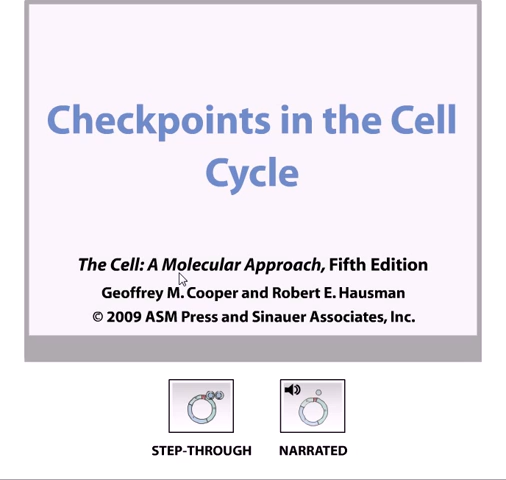 Checkpoints in the Cell
Cycle
The Cell: A Molecular Approach, Fifth Edition
Geoffrey M. Cooper and Robert E. Hausman
© 2009 ASM Press and Sinauer Associates, Inc.
STEP-THROUGH NARRATED